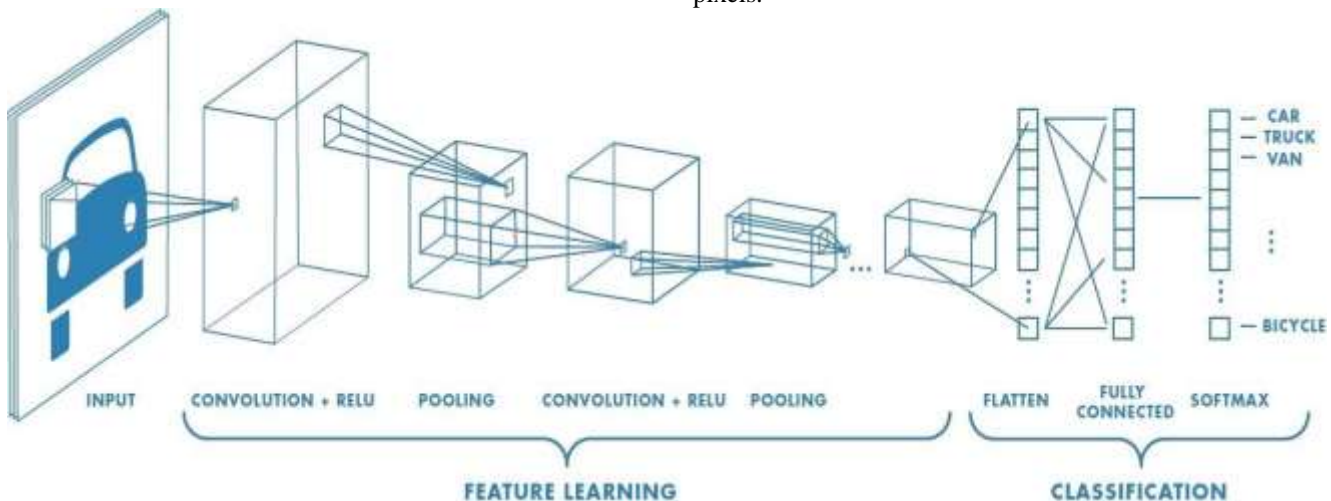 pixels.
CAR
TRUCK
VAN
BICYCLE
INPUT
CONVOLUTION + RELU
POOLING
CONVOLUTION + RELU
POOLING
FLATTEN
FULLY
CONNECTED
SOFTMAX
FEATURE LEARNING
CLASSIFICATION